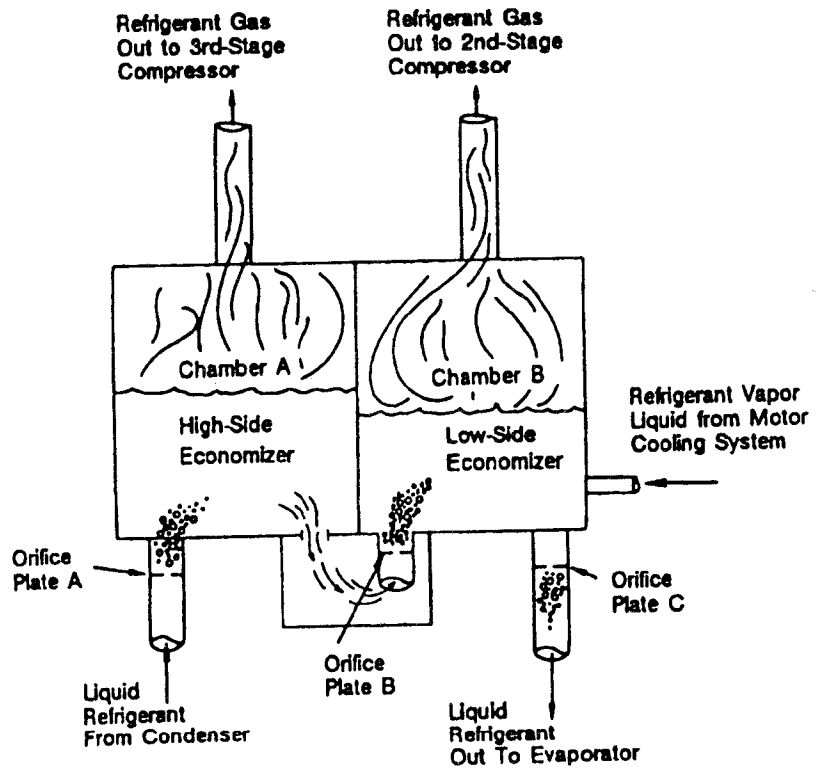 Refrigerant Gas
Out to 3rd-Stage
Compressor
Refrigerant Gas
Out to 2nd-Stage
Compressor
Chamber A
Chamber B
High-Side
Economizer
Low-Side
Economizer
Refrigerant Vapor
Liquid from Motor
Cooling System
Orifice
Plate A
Orifice
Plate B
Orifice
Plate C
Liquid
Refrigerant
From Condenser
Liquid
Refrigerant
Out To Evaporator